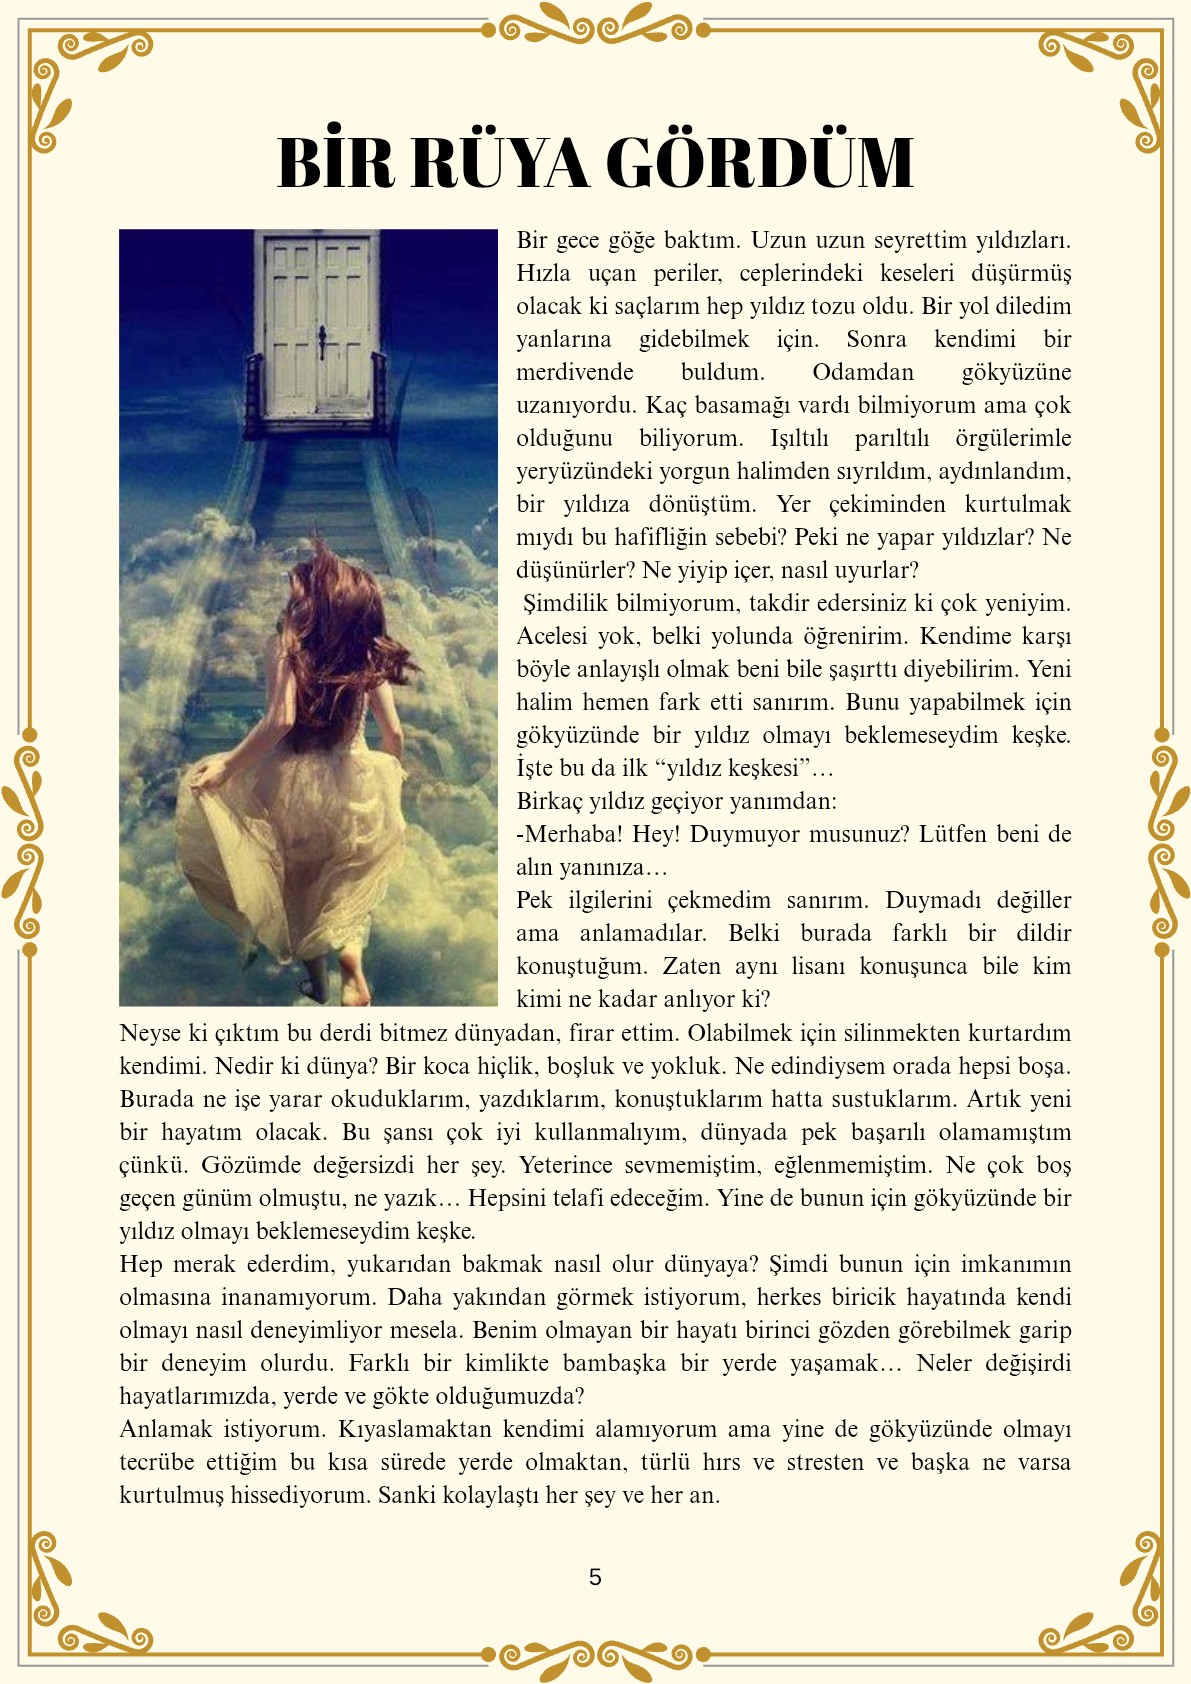 BİR RÜYA GÖRDÜM
Bir gece göğe baktım. Uzun uzun seyrettim yıldızları.
Hızla uçan periler, ceplerindeki keseleri düşürmüş
olacak ki saçlarım hep yıldız tozu oldu. Bir yol diledim
yanlarına gidebilmek için. Sonra kendimi bir
merdivende buldum. Odamdan gökyüzüne
uzanıyordu. Kaç basamağı vardı bilmiyorum ama çok
olduğunu biliyorum. Işıltılı parıltılı örgülerimle
yeryüzündeki yorgun halimden sıyrıldım, aydınlandım,
bir yıldıza dönüştüm. Yer çekiminden kurtulmak
mıydı bu hafifliğin sebebi? Peki ne yapar yıldızlar? Ne
düşünürler? Ne yiyip içer, nasıl uyurlar?
Şimdilik bilmiyorum, takdir edersiniz ki çok yeniyim.
Acelesi yok, belki yolunda öğrenirim. Kendime karşı
böyle anlayışlı olmak beni bile şaşırttı diyebilirim. Yeni
halim hemen fark etti sanırım. Bunu yapabilmek için
gökyüzünde bir yıldız olmayı beklemeseydim keşke.
İşte bu da ilk “yıldız keşkesi”…
Birkaç yıldız geçiyor yanımdan:
-Merhaba! Hey! Duymuyor musunuz? Lütfen beni de
alın yanınıza…
Pek ilgilerini çekmedim sanırım. Duymadı değiller
ama anlamadılar. Belki burada farklı bir dildir
konuştuğum. Zaten aynı lisanı konuşunca bile kim
kimi ne kadar anlıyor ki?
Neyse ki çıktım bu derdi bitmez dünyadan, firar ettim. Olabilmek için silinmekten kurtardım
kendimi. Nedir ki dünya? Bir koca hiçlik, boşluk ve yokluk. Ne edindiysem orada hepsi boşa.
Burada ne işe yarar okuduklarım, yazdıklarım, konuştuklarım hatta sustuklarım. Artık yeni
bir hayatım olacak. Bu şansı çok iyi kullanmalıyım, dünyada pek başarılı olamamıştım
çünkü. Gözümde değersizdi her şey. Yeterince sevmemiştim, eğlenmemiştim. Ne çok boş
geçen günüm olmuştu, ne yazık… Hepsini telafi edeceğim. Yine de bunun için gökyüzünde bir
yıldız olmayı beklemeseydim keşke.
Hep merak ederdim, yukarıdan bakmak nasıl olur dünyaya? Şimdi bunun için imkanımın
olmasına inanamıyorum. Daha yakından görmek istiyorum, herkes biricik hayatında kendi
olmayı nasıl deneyimliyor mesela. Benim olmayan bir hayatı birinci gözden görebilmek garip
bir deneyim olurdu. Farklı bir kimlikte bambaşka bir yerde yaşamak… Neler değişirdi
hayatlarımızda, yerde ve gökte olduğumuzda?
Anlamak istiyorum. Kıyaslamaktan kendimi alamıyorum ama yine de gökyüzünde olmayı
tecrübe ettiğim bu kısa sürede yerde olmaktan, türlü hırs ve stresten ve başka ne varsa
kurtulmuş hissediyorum. Sanki kolaylaştı her şey ve her an.
5